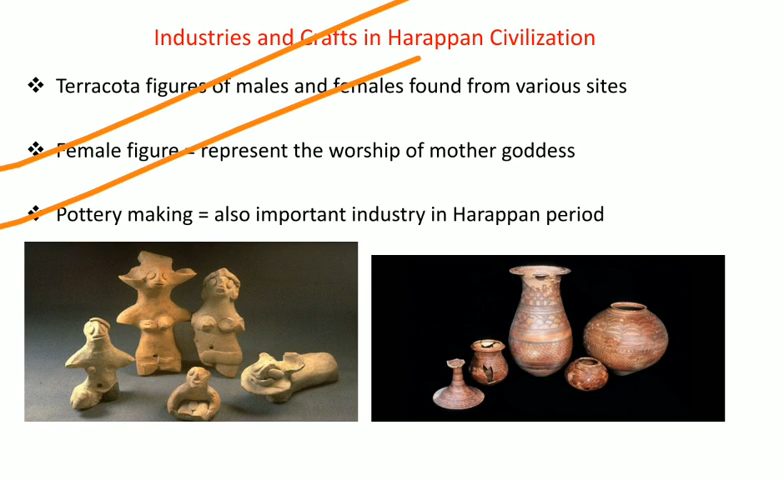 Industries and Crafts in Harappan Civilization
❖ Terracota figures of males and females found from various sites
❖ Female figure = represent the worship of mother goddess
❖ Pottery making = also important industry in Harappan period